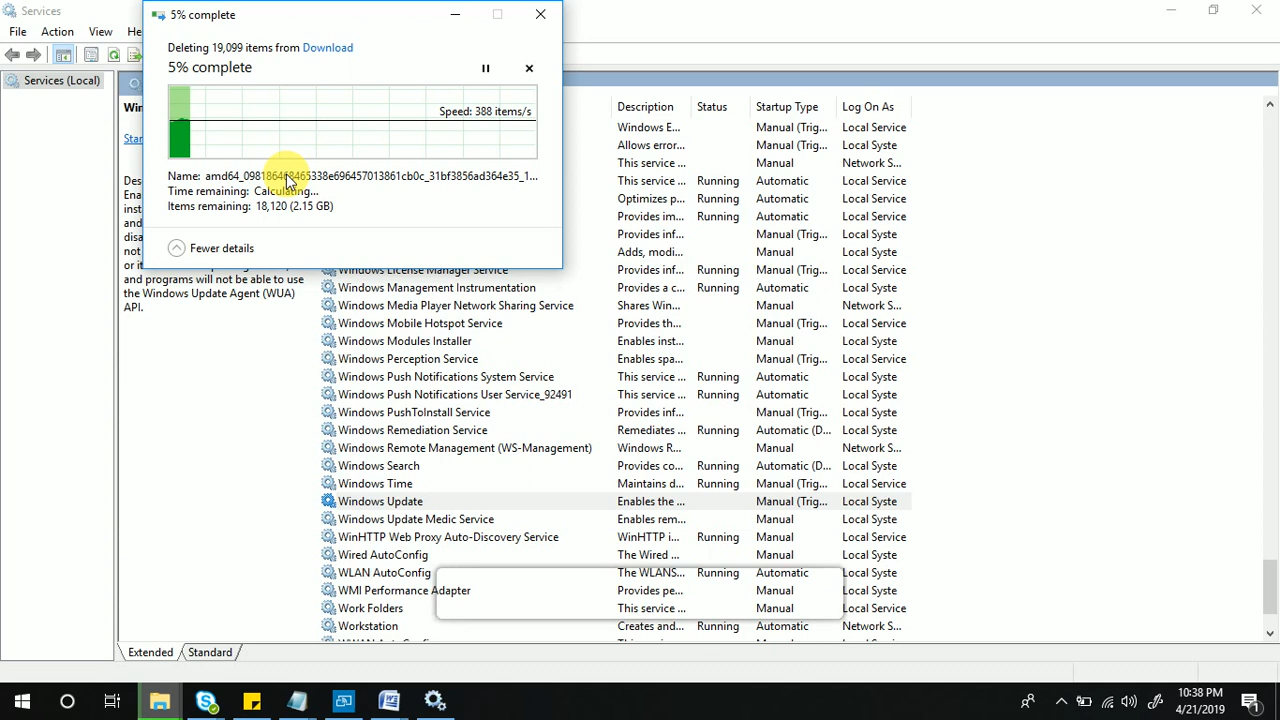 Services
5% complete
File Action View He
Deleting 19,099 items from Download
5% complete
Speed: 388 items/s
Name: amd64_098186468465338e696457013861cb0c_31bf3856ad364e35_1...
Time remaining: Calculating...
Items remaining: 18,120 (2.15 GB)
Fewer details
Services (Local)
Win
Star
Des
Ena
inst
and
disa
not
or it
and programs will not be able to use
the Windows Update Agent (WUA)
API.
Description Status Startup Type Log On As
Windows E... Manual (Trig... Local Service
Allows error... Manual (Trig... Local Syste
This service ... Manual Network S...
This service ... Running Automatic Local Service
Optimizes p... Running Automatic Local Service
Provides im... Running Automatic Local Service
Provides inf... Manual (Trig... Local Syste
Adds, modi... Manual Local Syste
Windows License Manager Service Provides inf... Running Manual (Trig... Local Service
Windows Management Instrumentation Provides a c... Running Automatic Local Syste
Windows Media Player Network Sharing Service Shares Win... Manual Network S...
Windows Mobile Hotspot Service Provides th... Manual (Trig... Local Service
Windows Modules Installer Enables inst... Manual Local Syste
Windows Perception Service Enables spa... Manual (Trig... Local Service
Windows Push Notifications System Service This service ... Running Automatic Local Syste
Windows Push Notifications User Service_92491 This service ... Running Automatic Local Syste
Windows PushToInstall Service Provides inf... Manual (Trig... Local Syste
Windows Remediation Service Remediates ... Running Automatic (D... Local Syste
Windows Remote Management (WS-Management) Windows R... Manual Network S...
Windows Search Provides co... Running Automatic (D... Local Syste
Windows Time Maintains d... Running Manual (Trig... Local Service
Windows Update Enables the ... Manual (Trig... Local Syste
Windows Update Medic Service Enables rem... Manual Local Syste
WinHTTP Web Proxy Auto-Discovery Service WinHTTP i... Running Manual Local Service
Wired AutoConfig The Wired ... Manual Local Syste
WLAN AutoConfig The WLANS... Running Automatic Local Syste
WMI Performance Adapter Provides pe... Manual Local Syste
Work Folders This service ... Manual Local Service
Workstation Creates and... Running Automatic Network S...
Extended Standard
10:38 PM
4/21/2019
1